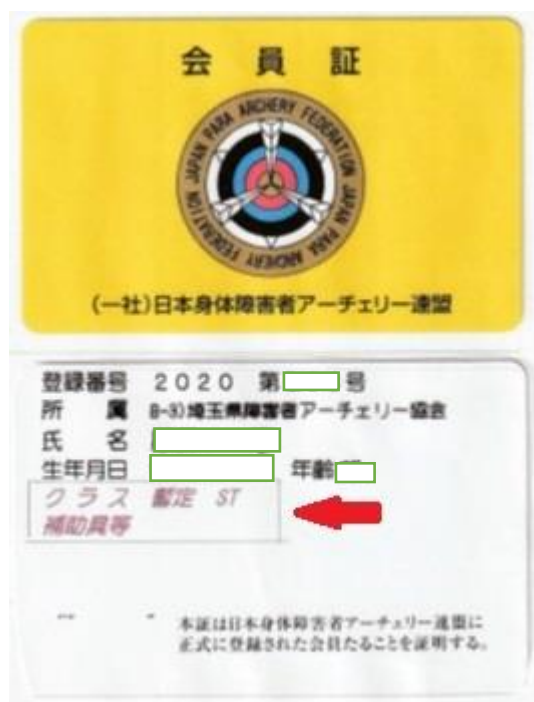 会員証
JAPAN PARA ARCHERY FEDERATION JAPAN PARA ARCHERY FEDERATION
(一社)日本身体障害者アーチェリー連盟
登録番号 2020 第 号
所属 B-3)埼玉県障害者アーチェリー協会
氏名
生年月日 年齢
クラス 暫定 ST
補助具等
本証は日本身体障害者アーチェリー連盟に
正式に登録された会員たることを証明する。